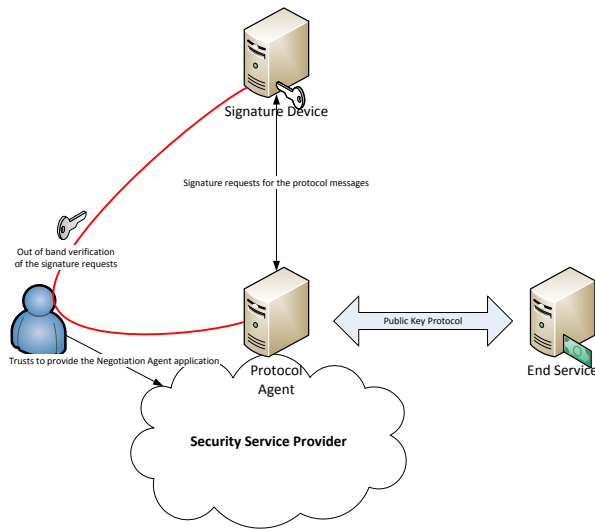 Signature Device
Signature requests for the protocol messages
Out of band verification
of the signature requests
Public Key Protocol
Trusts to provide the Negotiation Agent application
Protocol
Agent
End Service
Security Service Provider